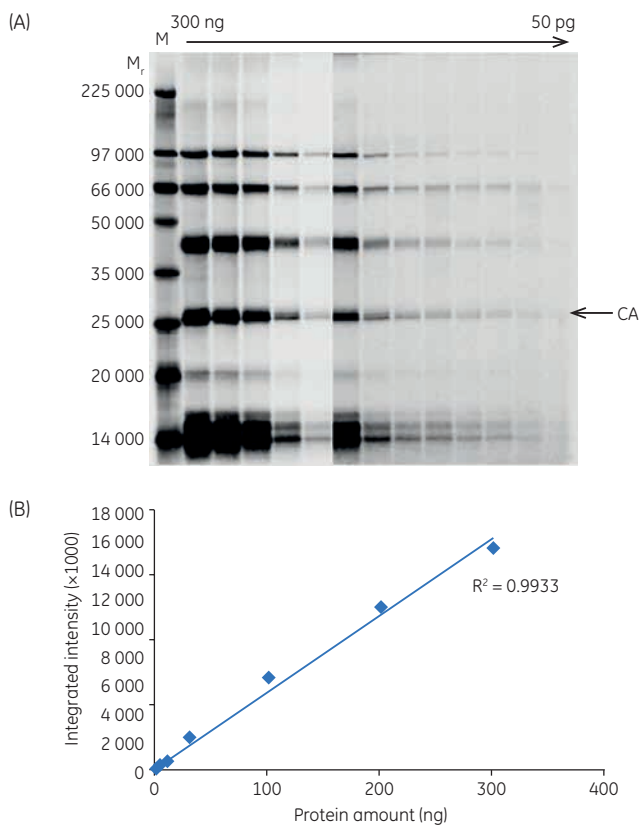 (A)
300 ng 50 pg
M
Mr
225 000
97 000
66 000
50 000
35 000
25 000
20 000
14 000
CA
(B)
Integrated intensity (×1000)
18 000
16 000
14 000
12 000
10 000
8 000
6 000
4 000
2 000
0
R² = 0.9933
0 100 200 300 400
Protein amount (ng)